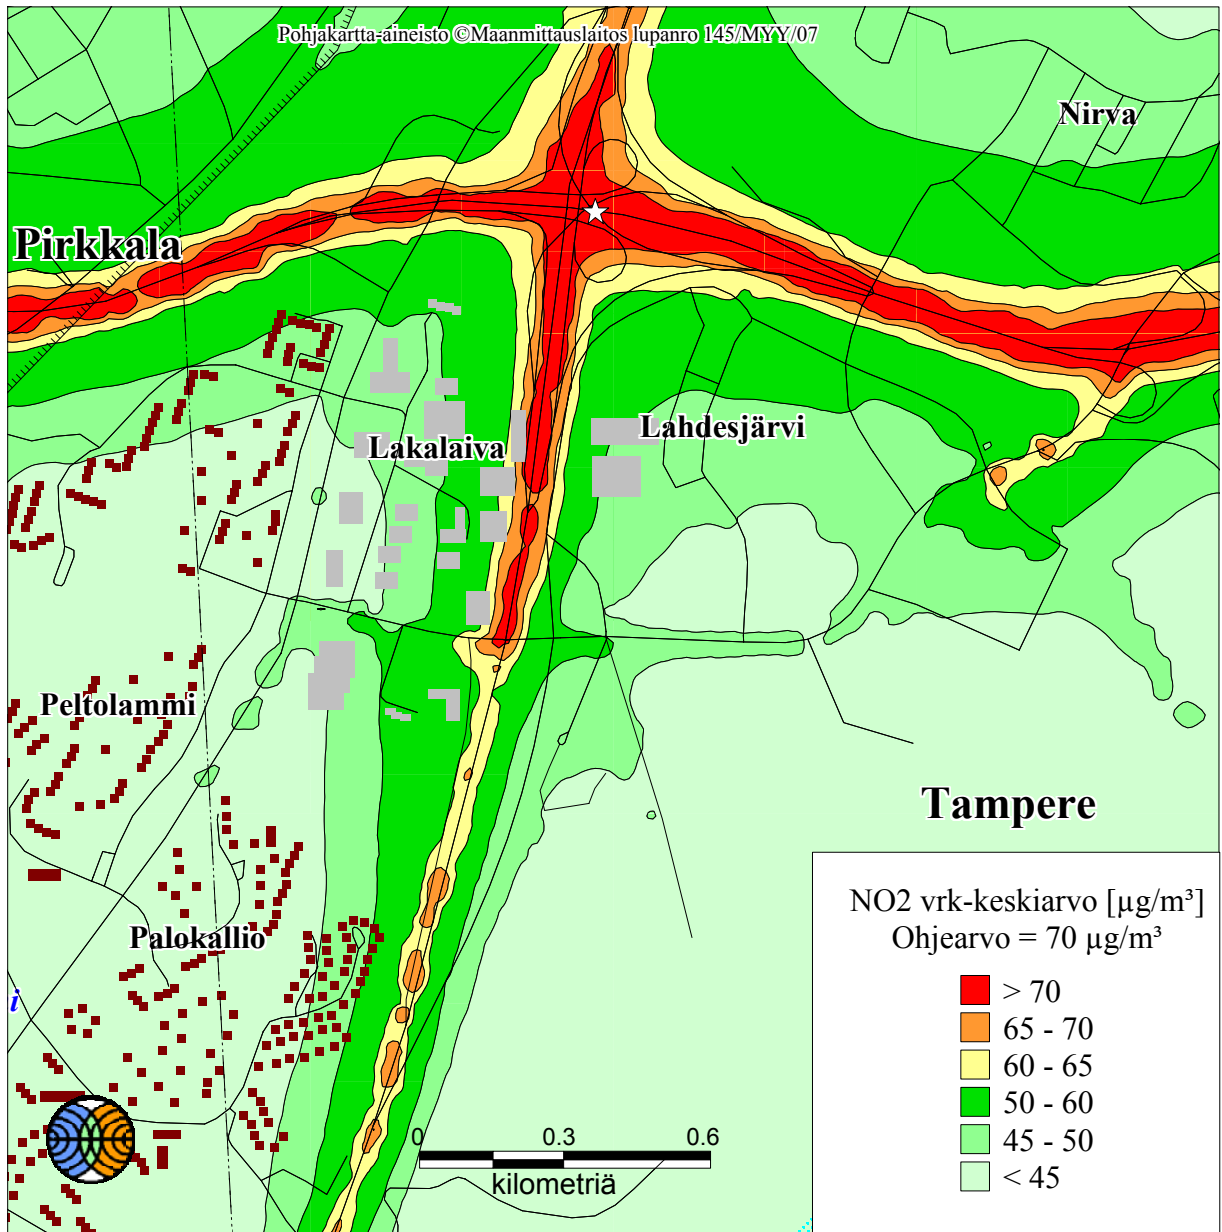 Pohjakartta-aineisto ©Maanmittauslaitos lupanro 145/MYY/07
Nirva
Pirkkala
Lahdesjärvi
Lakalaiva
Peltolammi
Tampere
Palokallio
i
NO2 vrk-keskiarvo [µg/m³]
Ohjearvo = 70 µg/m³
> 70
65 - 70
60 - 65
50 - 60
45 - 50
< 45
0 0.3 0.6
kilometriä